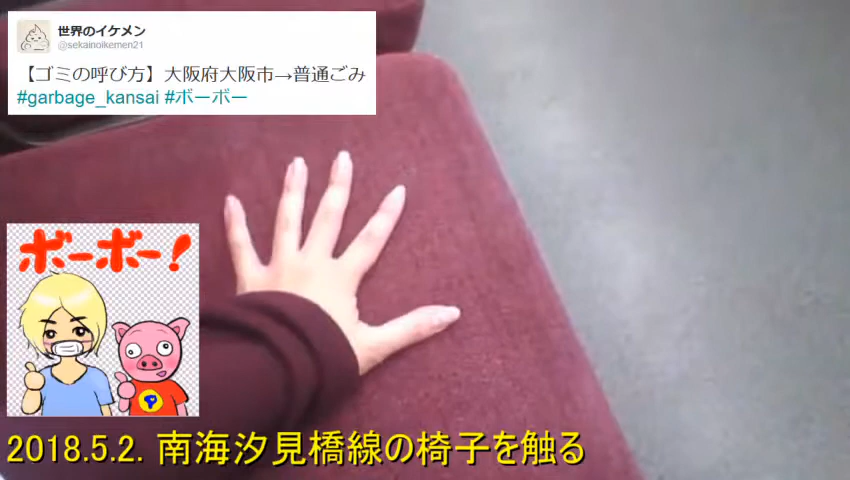 世界のイケメン
@sekainoikemen21
【ゴミの呼び方】大阪府大阪市→普通ごみ
#garbage_kansai #ボーボー
ボーボー!
P
2018.5.2. 南海汐見橋線の椅子を触る